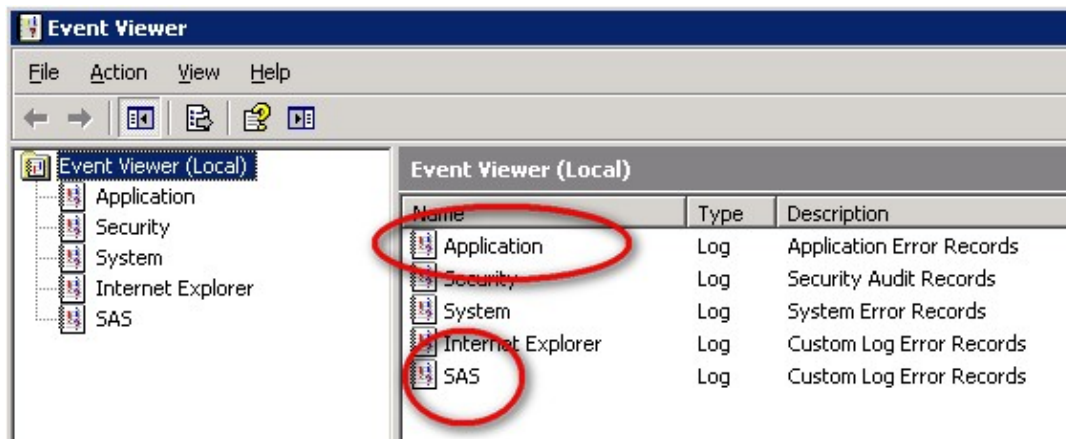 Event Viewer
File Action View Help
Event Viewer (Local)
Application
Security
System
Internet Explorer
SAS
Event Viewer (Local)
Name Type Description
Application Log Application Error Records
Security Log Security Audit Records
System Log System Error Records
Internet Explorer Log Custom Log Error Records
SAS Log Custom Log Error Records